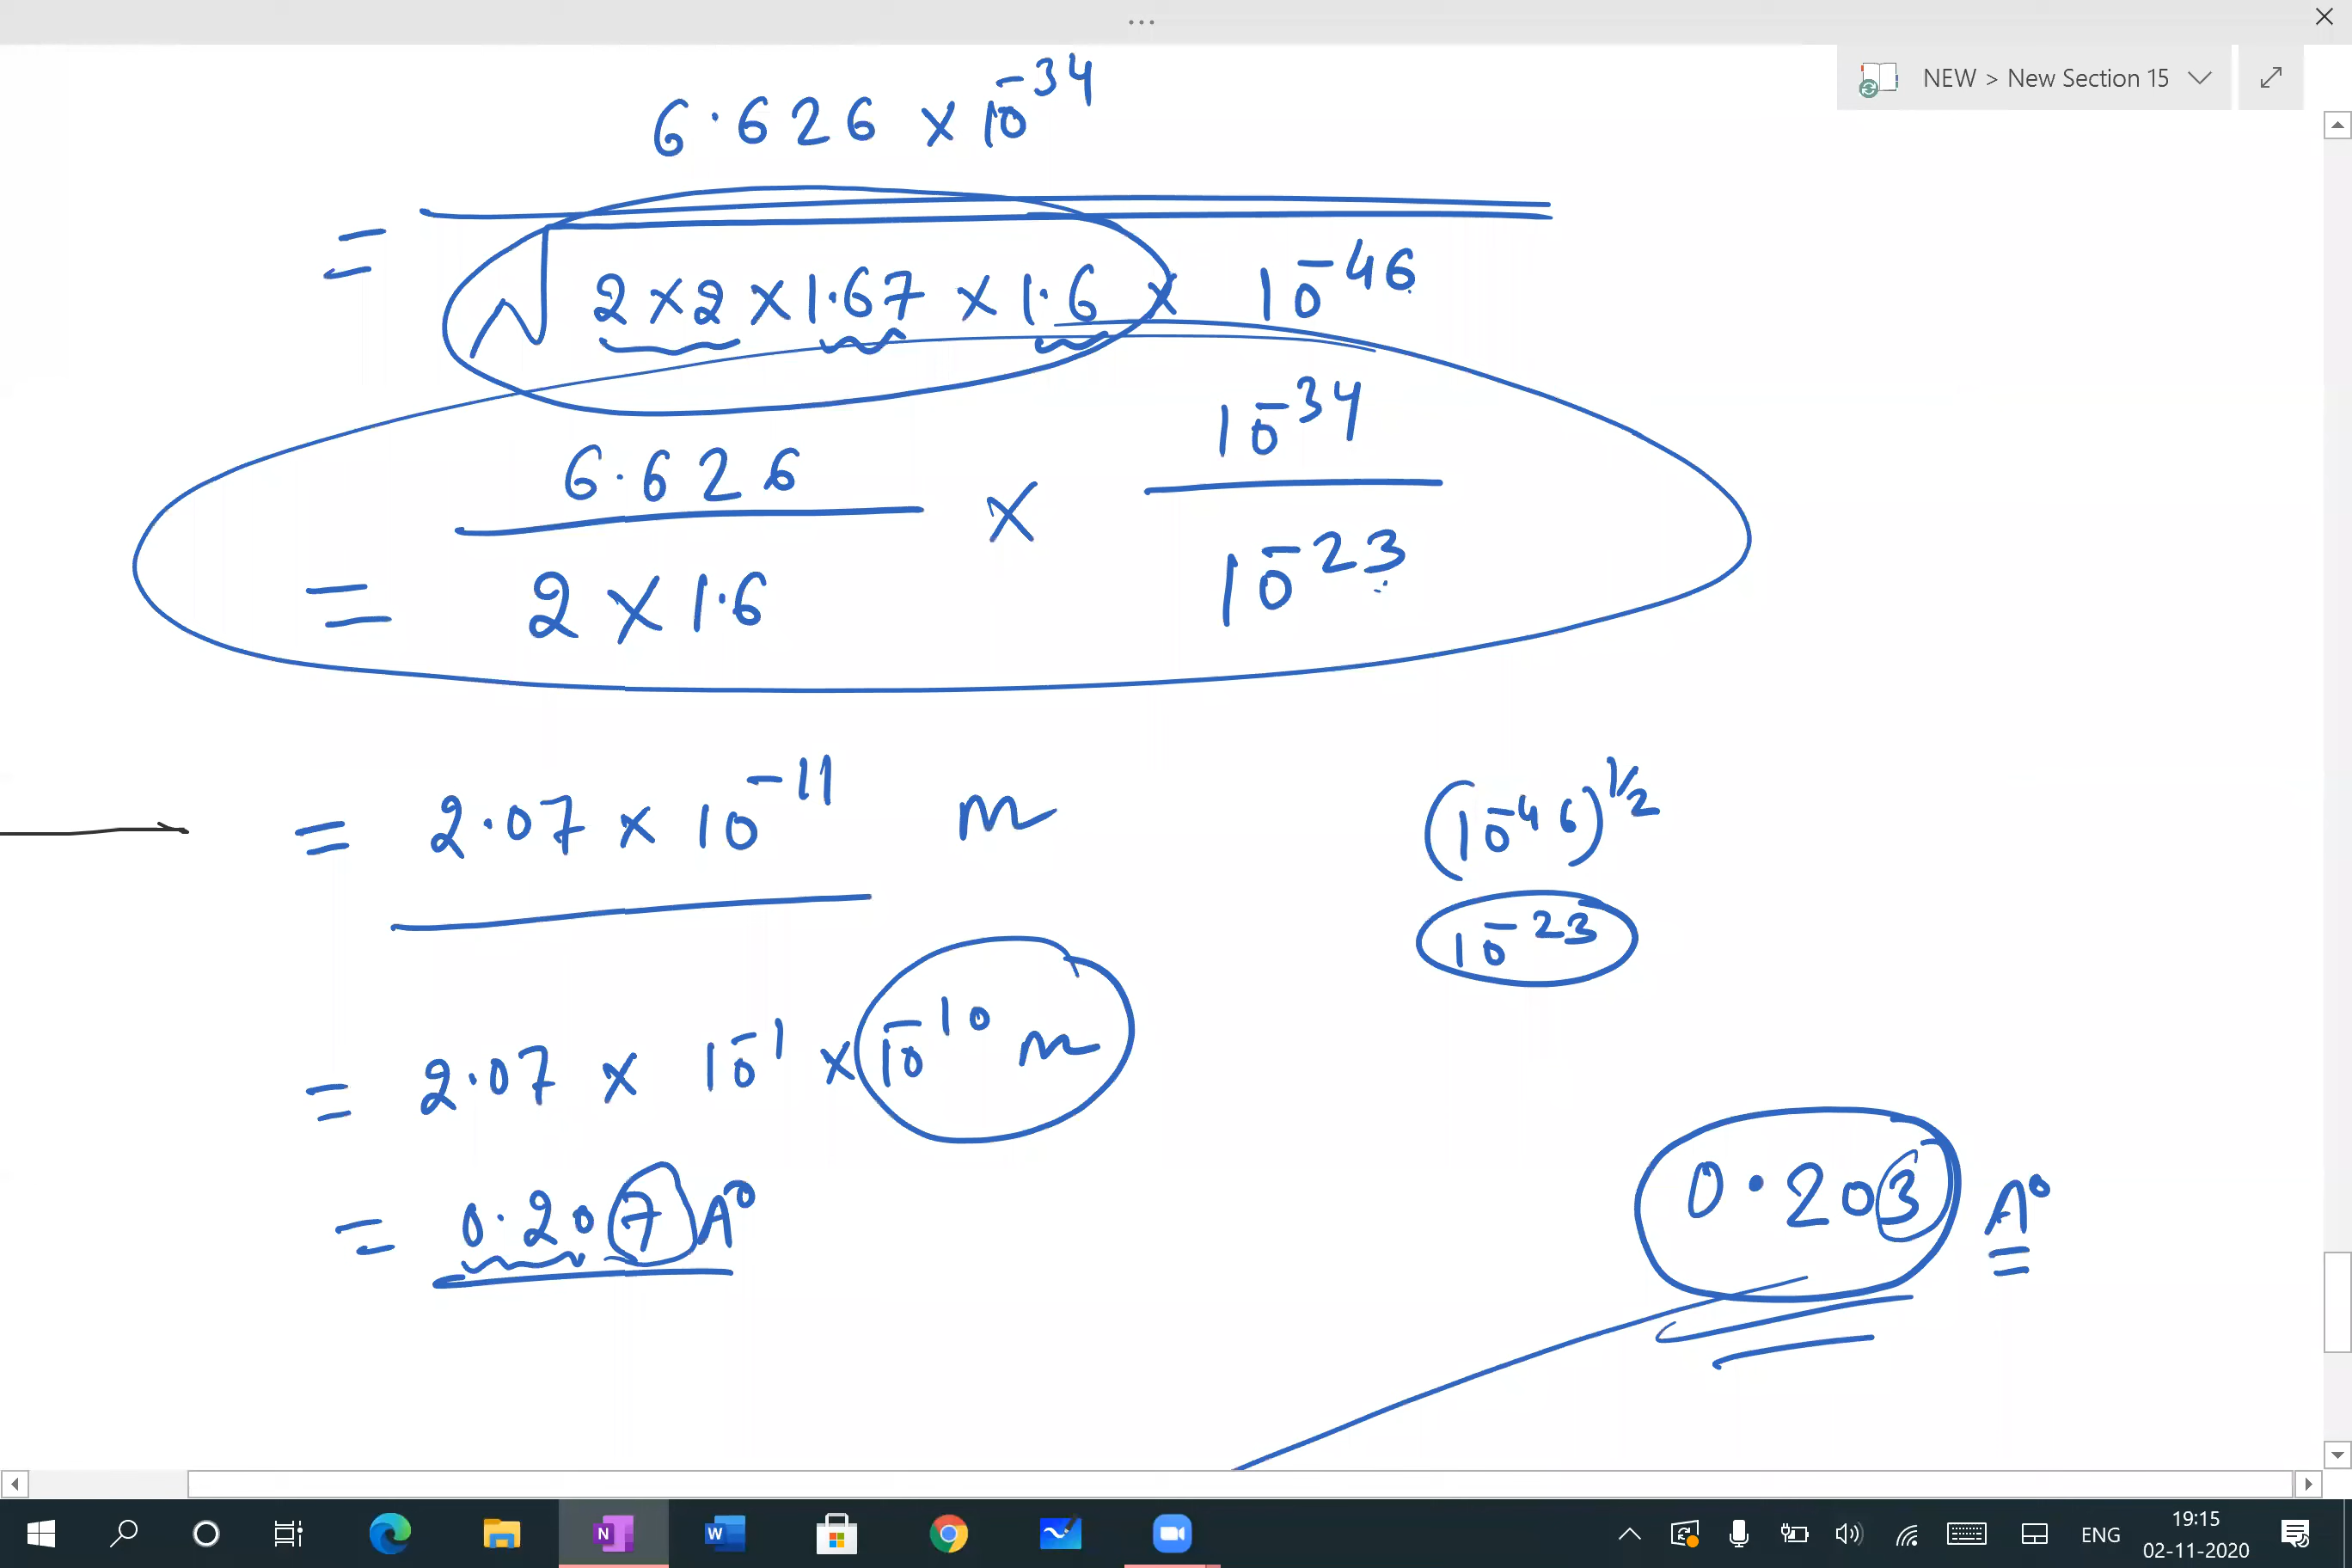 NEW > New Section 15
6.626 × 10^-34
= √2×2×1.67×1.6× 10^-46
6.626 × 10^-34
= 2×1.6 10^-23
= 2.07 × 10^-11 m
(10^-46)^1/2
10^-23
= 2.07 × 10^-1 × 10^-10 m
= 0.207 A°
0.203 A°
ENG
19:15
02-11-2020